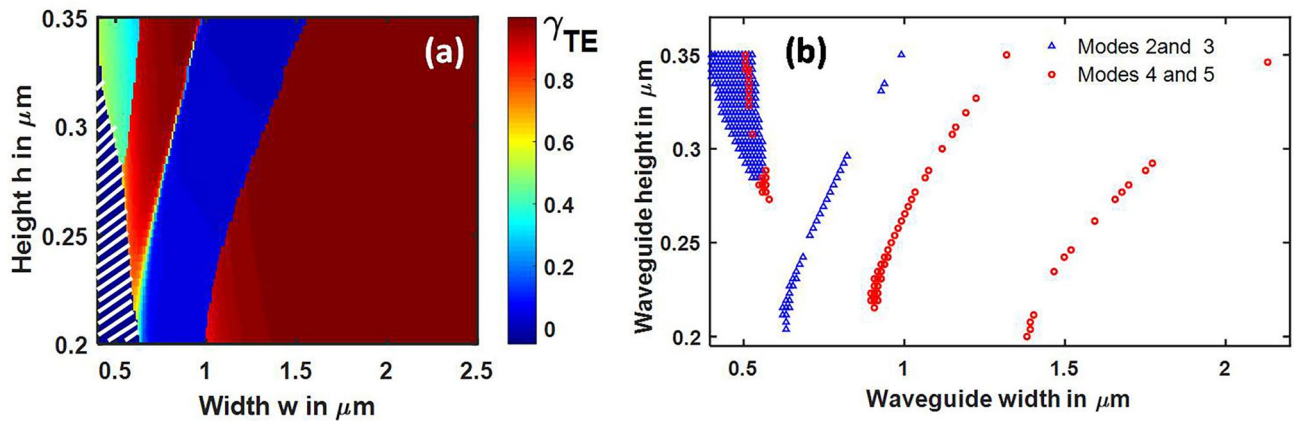 0.35
0.3
0.25
0.2
Height h in μm
0.5
1
1.5
2
2.5
Width w in μm
(a)
γTE
0.8
0.6
0.4
0.2
0
(b)
Modes 2and 3
Modes 4 and 5
0.35
0.3
0.25
0.2
Waveguide height in μm
0.5
1
1.5
2
Waveguide width in μm